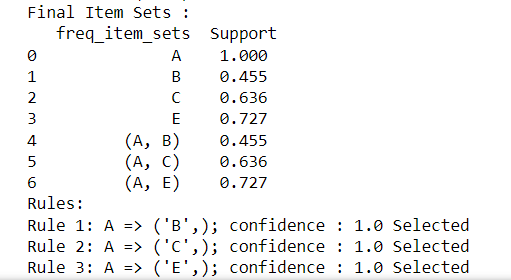 Final Item Sets :
freq_item_sets Support
0 A 1.000
1 B 0.455
2 C 0.636
3 E 0.727
4 (A, B) 0.455
5 (A, C) 0.636
6 (A, E) 0.727
Rules:
Rule 1: A => ('B',); confidence : 1.0 Selected
Rule 2: A => ('C',); confidence : 1.0 Selected
Rule 3: A => ('E',); confidence : 1.0 Selected